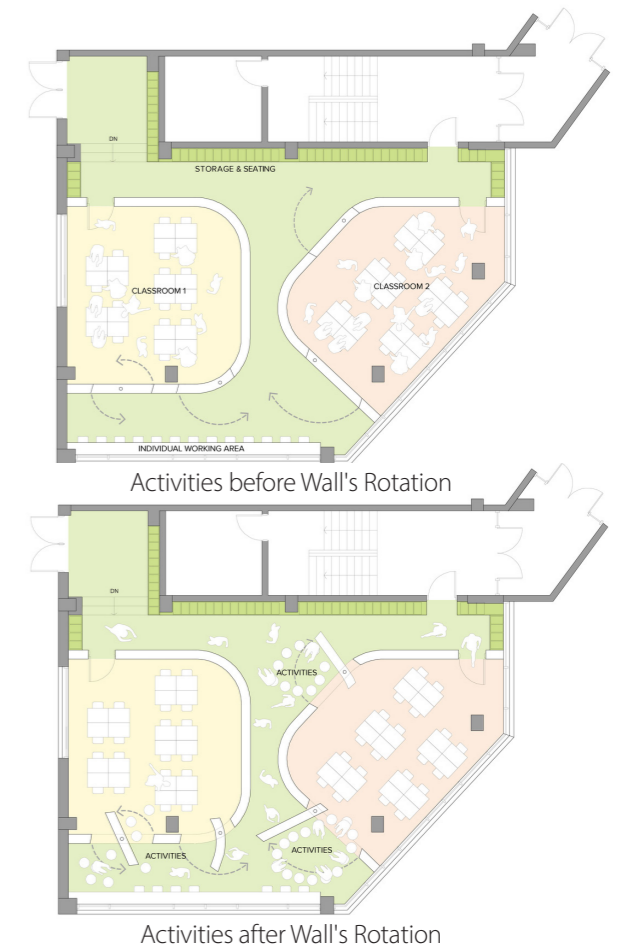 DN
STORAGE & SEATING
CLASSROOM 1
CLASSROOM 2
INDIVIDUAL WORKING AREA
Activities before Wall's Rotation
DN
ACTIVITIES
ACTIVITIES
ACTIVITIES
Activities after Wall's Rotation